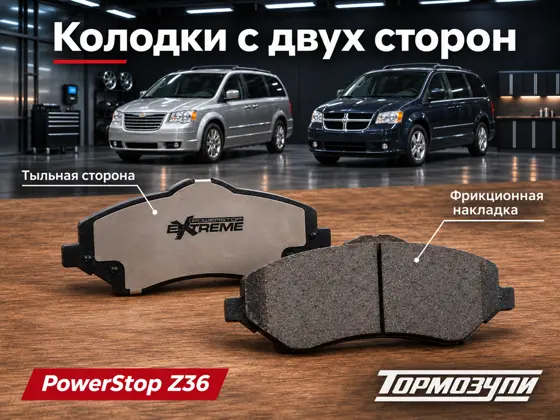 Колодки с двух сторон
Тыльная сторона
Фрикционная
накладка
POWERSTOP
EXTREME
PowerStop Z36
ТОРМОЗУПИ